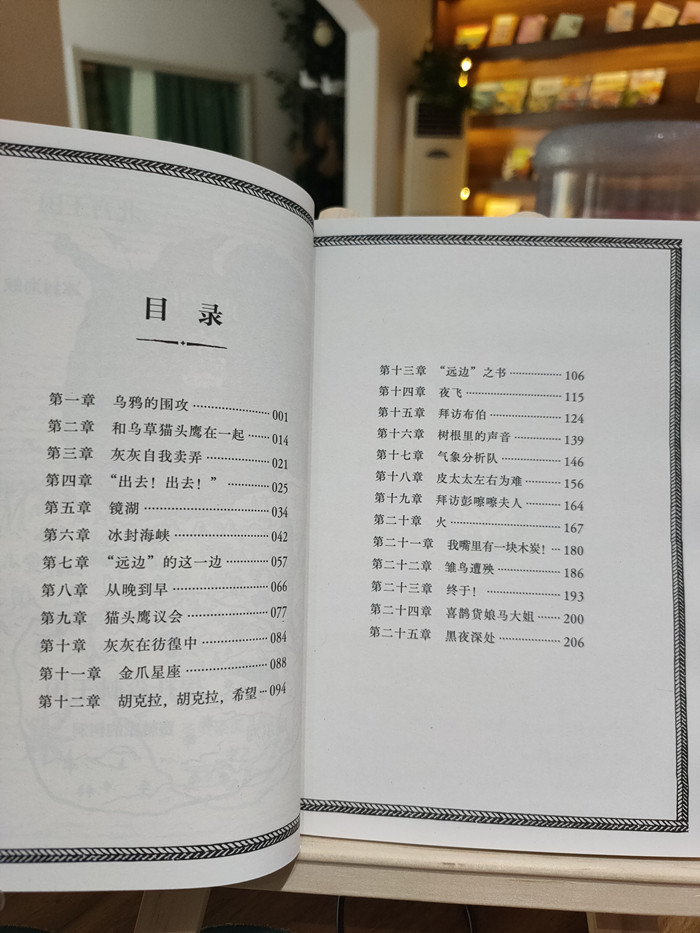 目 录
第一章 乌鸦的围攻 ················ 001
第二章 和乌草猫头鹰在一起 ······ 014
第三章 灰灰自我卖弄 ············ 021
第四章 “出去！出去！” ········ 025
第五章 镜湖 ···················· 034
第六章 冰封海峡 ················ 042
第七章 “远边”的这一边 ········ 057
第八章 从晚到早 ················ 066
第九章 猫头鹰议会 ·············· 077
第十章 灰灰在彷徨中 ············ 084
第十一章 金爪星座 ·············· 088
第十二章 胡克拉，胡克拉，希望 ·· 094
第十三章 “远边”之书 ·········· 106
第十四章 夜飞 ·················· 115
第十五章 拜访布伯 ·············· 124
第十六章 树根里的声音 ·········· 139
第十七章 气象分析队 ············ 146
第十八章 皮太太左右为难 ········ 156
第十九章 拜访彭嚓嚓夫人 ········ 164
第二十章 火 ···················· 167
第二十一章 我嘴里有一块木炭！ ·· 180
第二十二章 雏鸟遭殃 ············ 186
第二十三章 终于！ ·············· 193
第二十四章 喜鹊货娘马大姐 ······ 200
第二十五章 黑夜深处 ············ 206